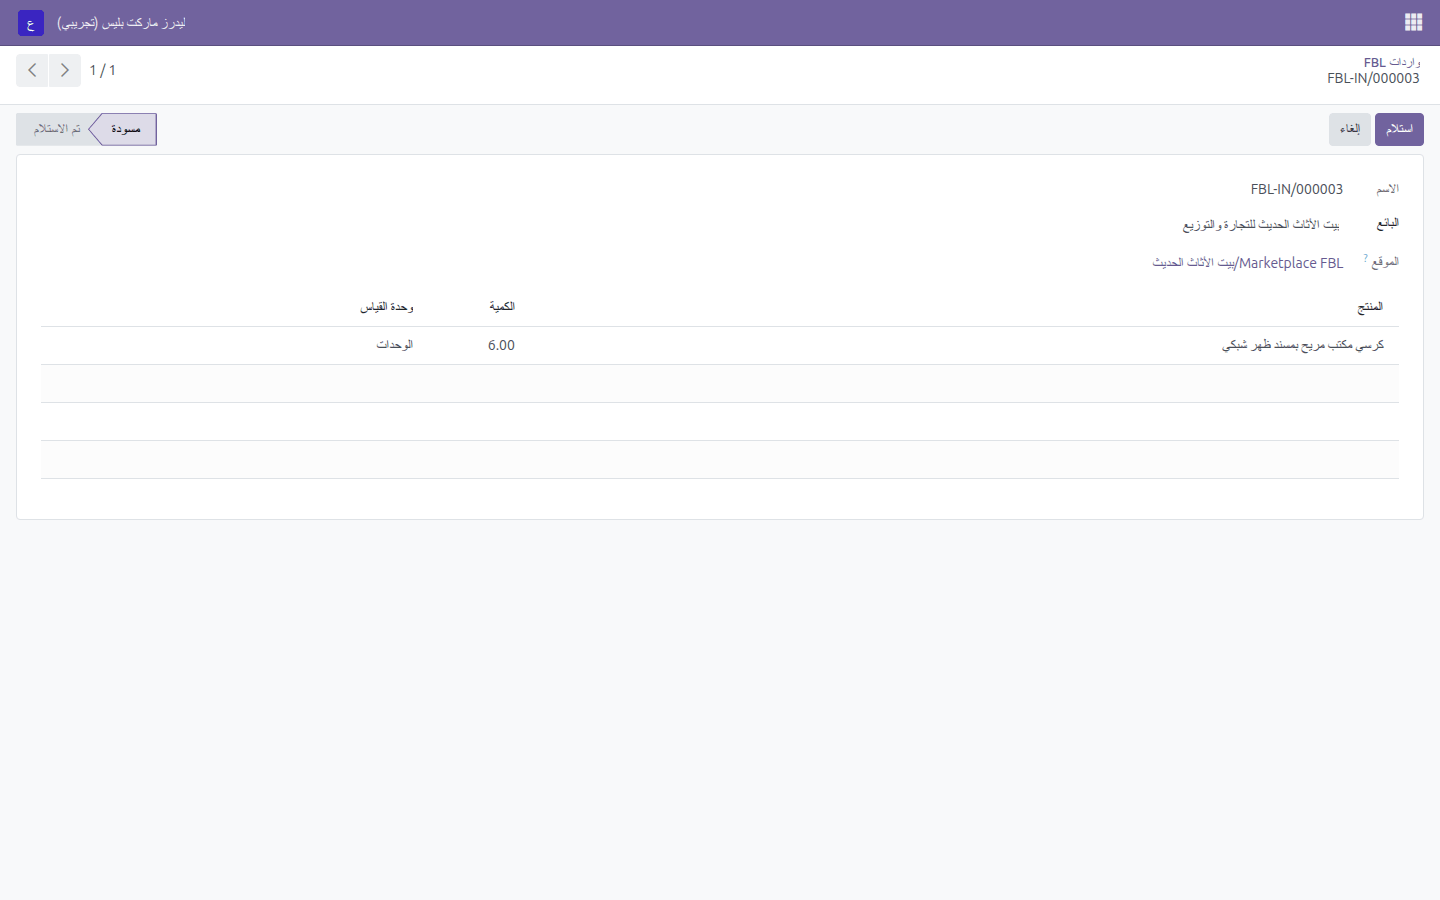 ليدرز ماركت بليس (تجريبي)
ع
واردات FBL
FBL-IN/000003
1 / 1
استلام
إلغاء
مسودة
تم الاستلام
الاسم
FBL-IN/000003
البائع
بيت الأثاث الحديث للتجارة والتوزيع
الموقع ?
Marketplace FBL/بيت الأثاث الحديث
المنتج الكمية وحدة القياس
كرسي مكتب مريح بمسند ظهر شبكي 6.00 الوحدات